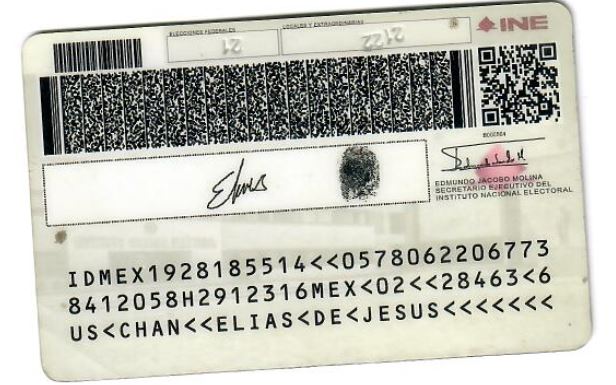 ELECCIONES FEDERALES
LOCALES Y EXTRAORDINARIAS
INE
21
2122
EDMUNDO JACOBO MOLINA
SECRETARIO EJECUTIVO DEL
INSTITUTO NACIONAL ELECTORAL
IDMEX1928185514<<0578062206773
8412058H2912316MEX<02<<28463<6
US<CHAN<<ELIAS<DE<JESUS<<<<<<<